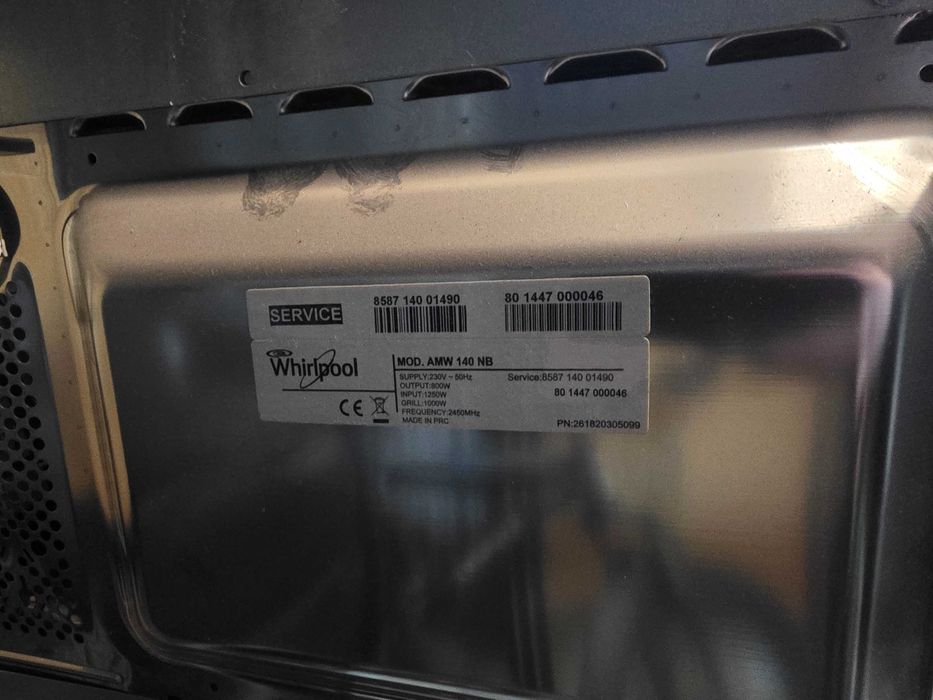 SERVICE
8587 140 01490
80 1447 000046
Whirlpool
MOD. AMW 140 NB
SUPPLY:230V ~ 50Hz
OUTPUT:800W
INPUT:1250W
GRILL:1000W
FREQUENCY:2450MHz
MADE IN PRC
CE
Service:8587 140 01490
80 1447 000046
PN:261820305099